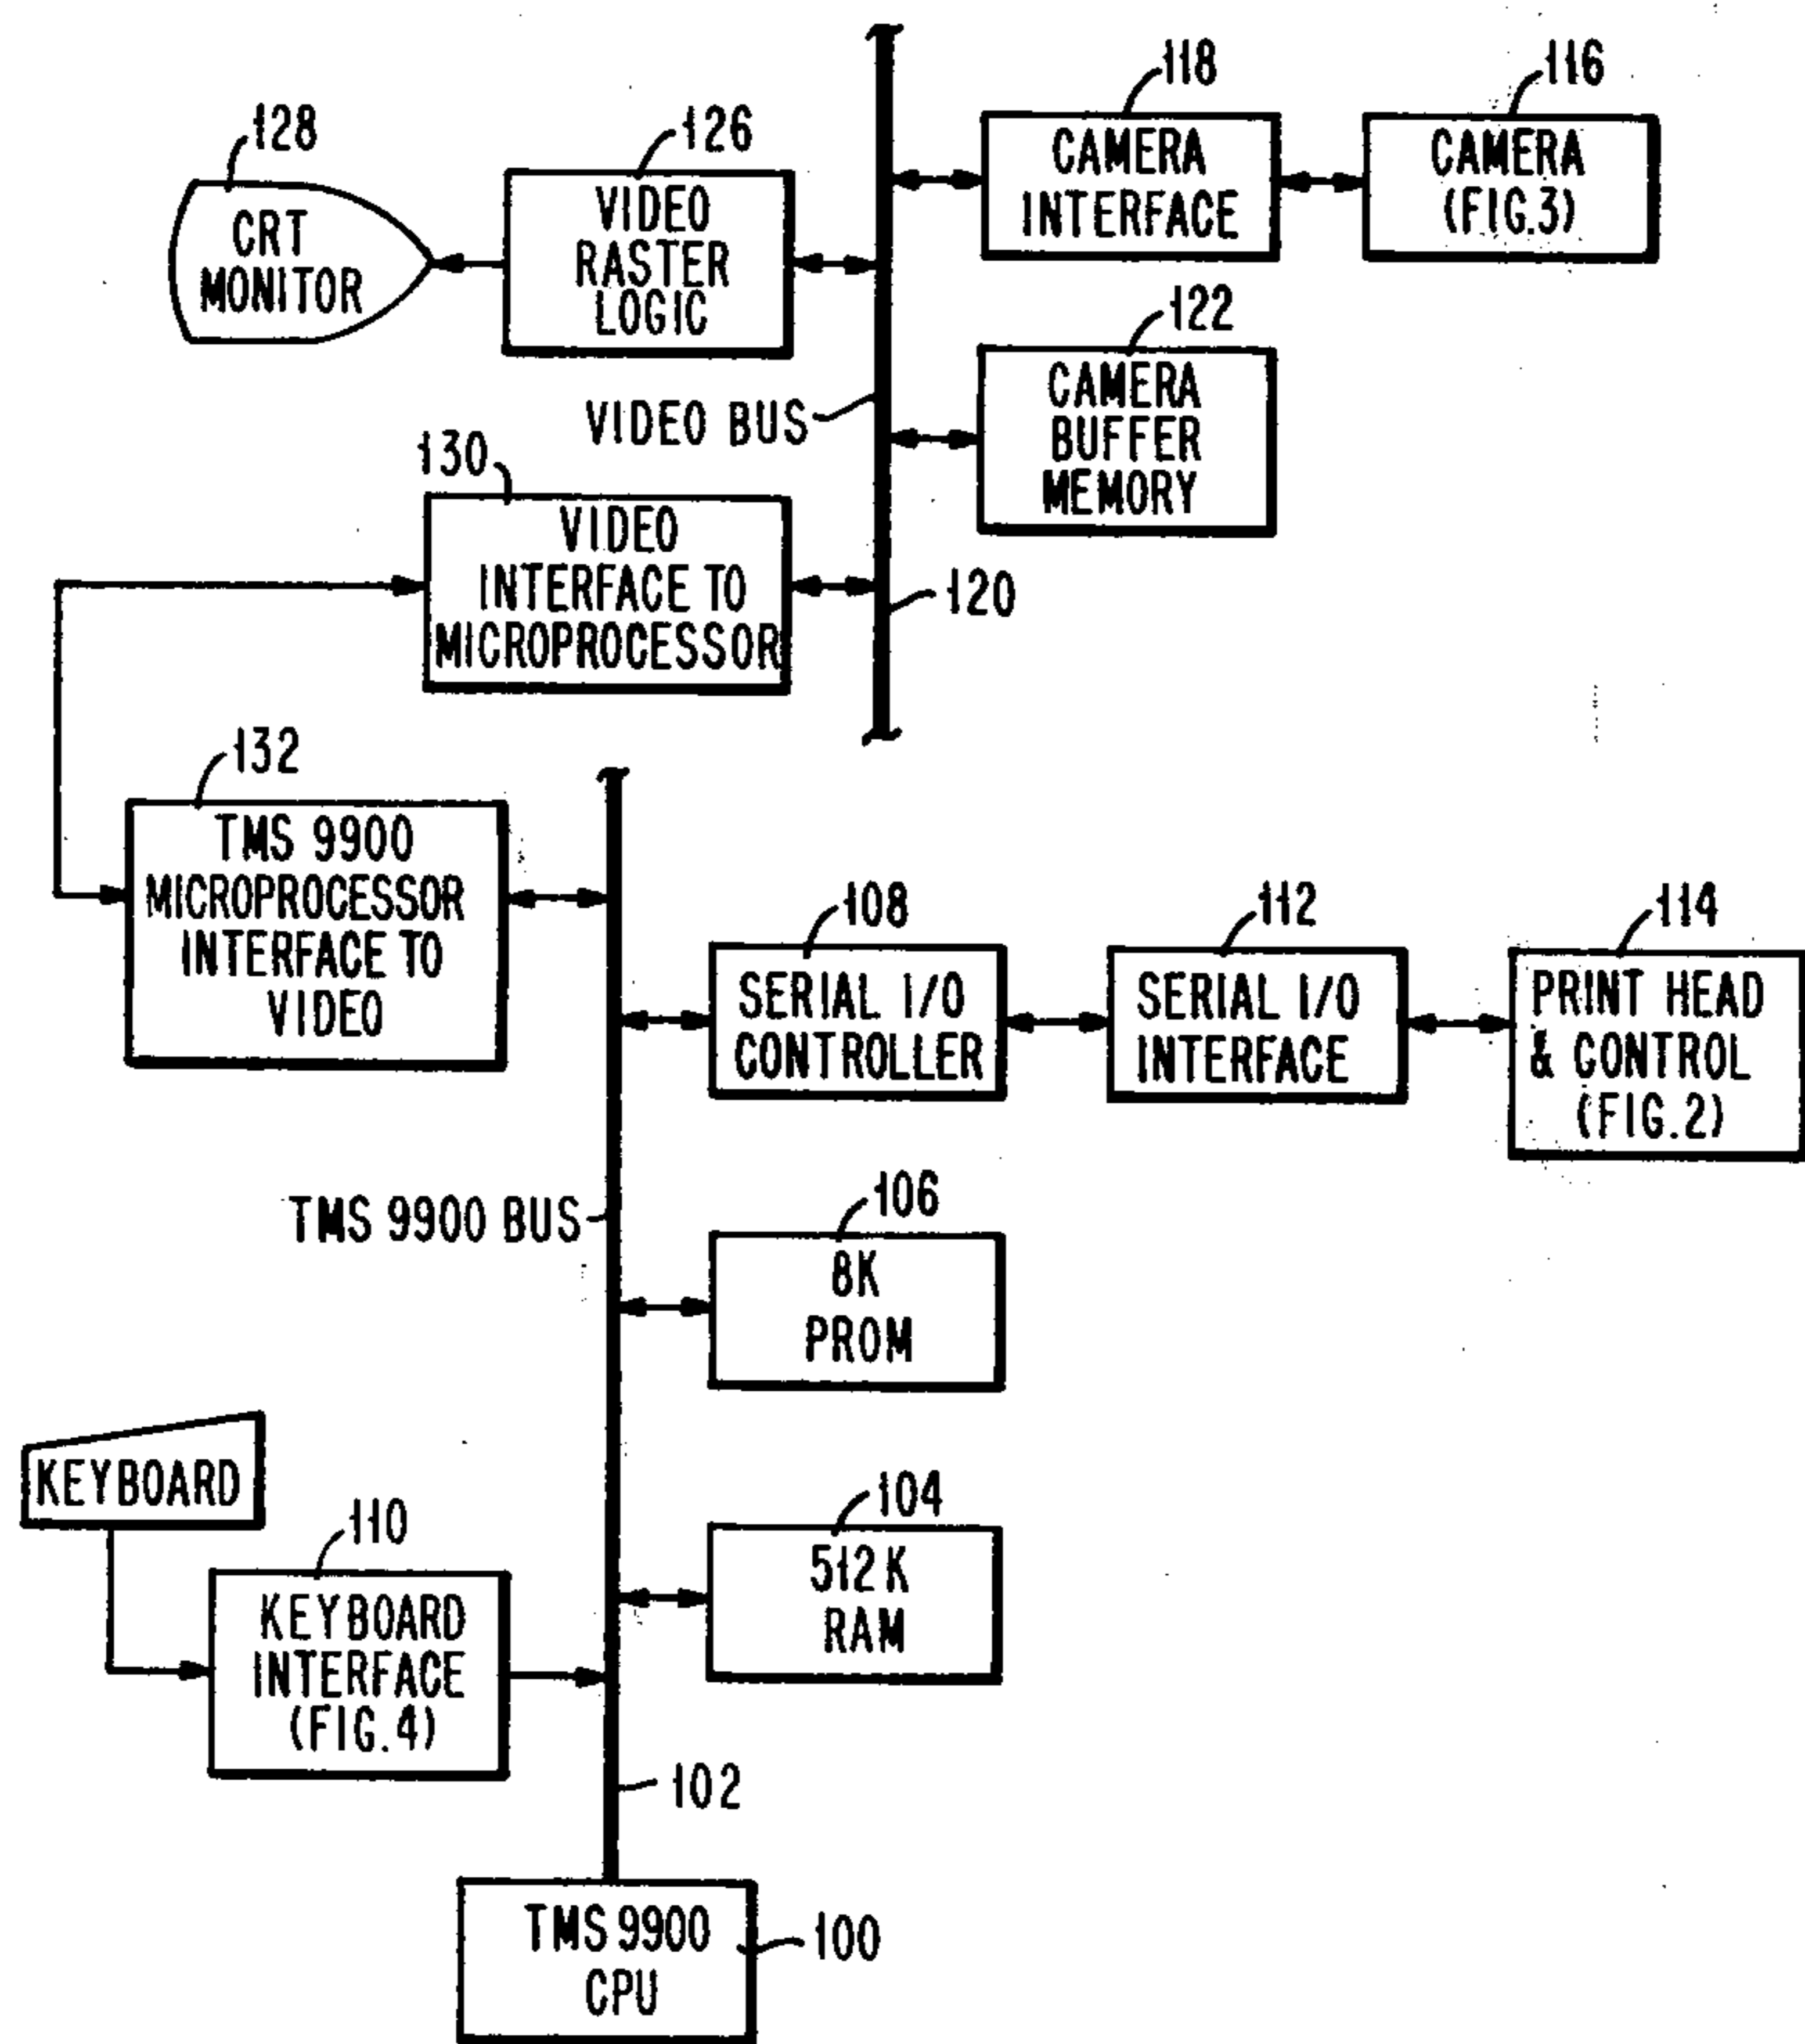 118
116
128
126
CAMERA
INTERFACE
CAMERA
(FIG.3)
CRT
MONITOR
VIDEO
RASTER
LOGIC
122
CAMERA
BUFFER
MEMORY
VIDEO BUS
130
VIDEO
INTERFACE TO
MICROPROCESSOR
120
132
TMS 9900
MICROPROCESSOR
INTERFACE TO
VIDEO
108
112
114
SERIAL I/O
CONTROLLER
SERIAL I/O
INTERFACE
PRINT HEAD
& CONTROL
(FIG.2)
TMS 9900 BUS
106
8K
PROM
KEYBOARD
104
512K
RAM
110
KEYBOARD
INTERFACE
(FIG.4)
102
TMS 9900
CPU
100